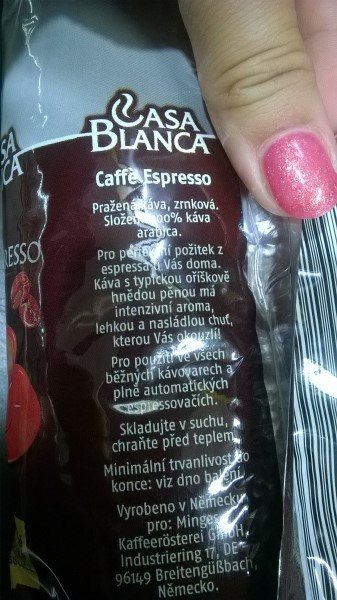 CASA
BLANCA
Caffè Espresso
Pražená káva, zrnková.
100% káva
arabica.
Pro perfektní požitek z
espressa u Vás doma.
Káva s typickou oříškově
hnědou pěnou má
intenzivní aroma,
lehkou a nasládlou chuť,
kterou Vás okouzlí!
Pro použití ve všech
běžných kávovarech a
plně automatických
espressovačích.
Skladujte v suchu,
chraňte před teplem.
Minimální trvanlivost do
konce: viz dno balení.
Vyrobeno v Německu
pro: Minges
Kaffeerösterei GmbH,
Industriering 17, DE
96149 Breitengüßbach,
Německo.
SA
CA
RESSO